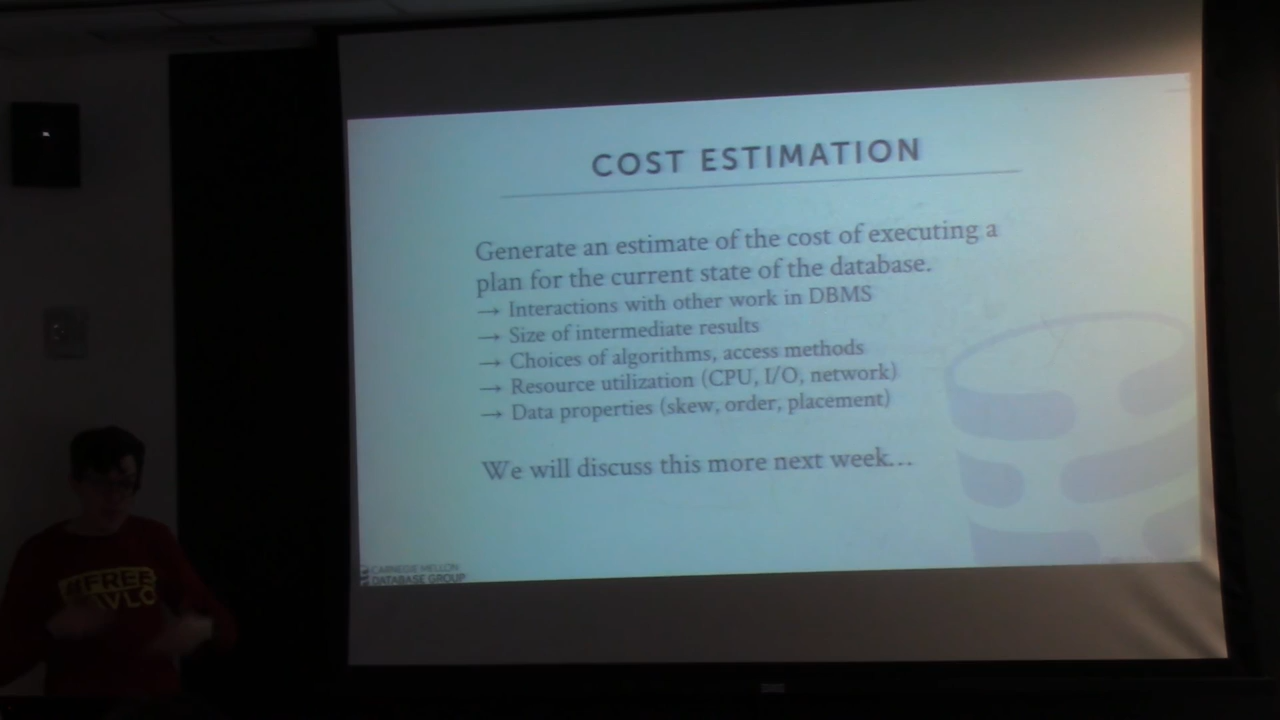 COST ESTIMATION
Generate an estimate of the cost of executing a
plan for the current state of the database.
→ Interactions with other work in DBMS
→ Size of intermediate results
→ Choices of algorithms, access methods
→ Resource utilization (CPU, I/O, network)
→ Data properties (skew, order, placement)
We will discuss this more next week...
CARNEGIE MELLON
DATABASE GROUP
#FREE